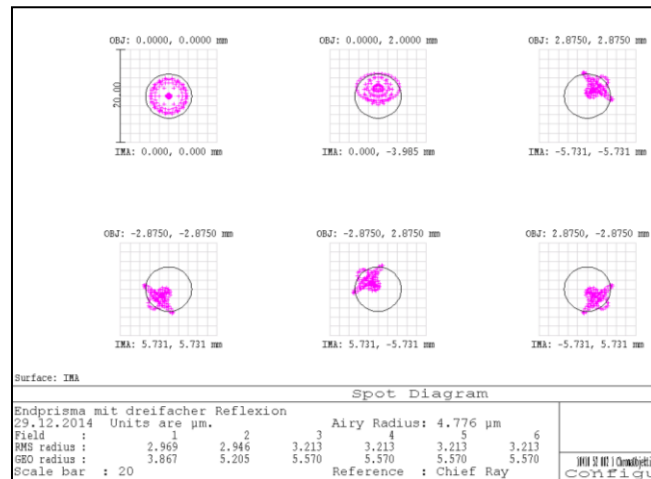 OBJ: 0.0000, 0.0000 mm
OBJ: 0.0000, 2.0000 mm
OBJ: 2.8750, 2.8750 mm
20.00
IMA: 0.000, 0.000 mm
IMA: 0.000, -3.985 mm
IMA: -5.731, -5.731 mm
OBJ: -2.8750, -2.8750 mm
OBJ: -2.8750, 2.8750 mm
OBJ: 2.8750, -2.8750 mm
IMA: 5.731, 5.731 mm
IMA: 5.731, -5.731 mm
IMA: -5.731, 5.731 mm
Surface: IMA
Spot Diagram
Endprisma mit dreifacher Reflexion
29.12.2014 Units are µm. Airy Radius: 4.776 µm
Field : 1 2 3 4 5 6
RMS radius : 2.969 2.946 3.213 3.213 3.213 3.213
GEO radius : 3.867 5.205 5.570 5.570 5.570 5.570
Scale bar : 20 Reference : Chief Ray
Configu